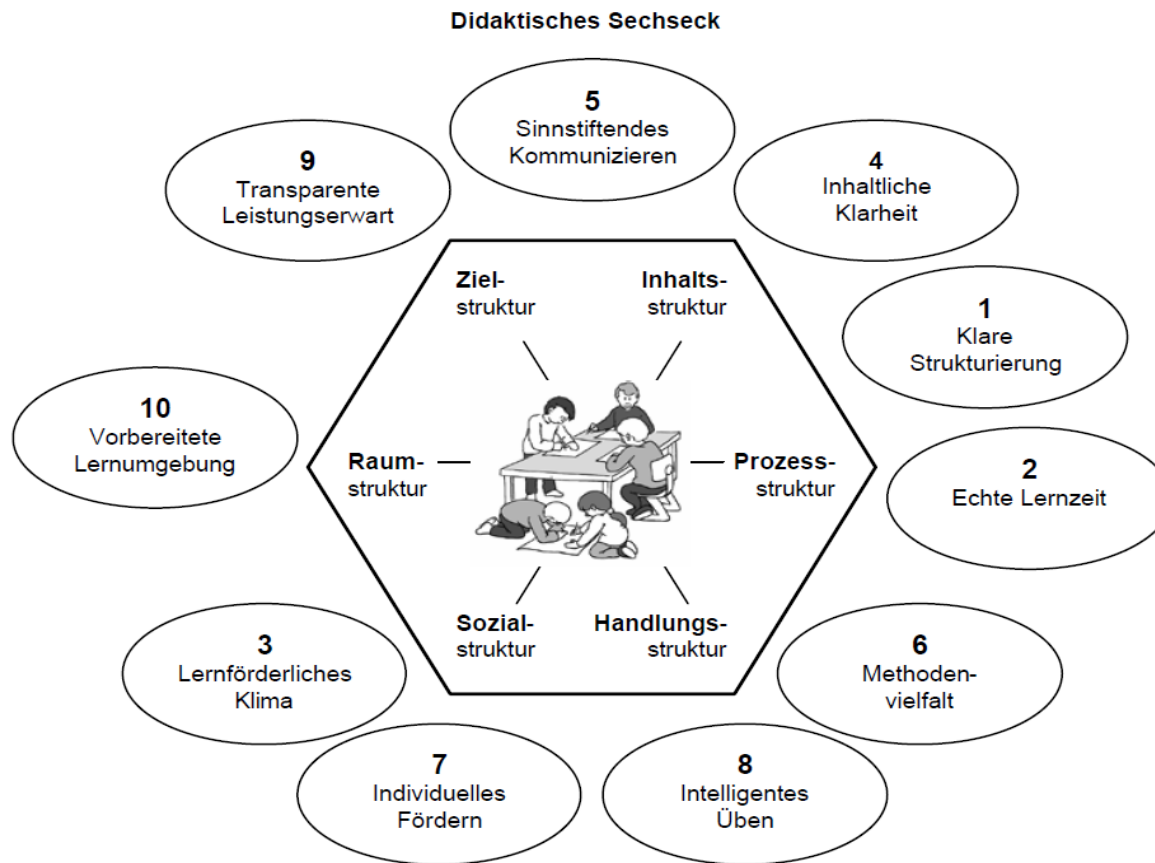 Didaktisches Sechseck
5
Sinnstiftendes
Kommunizieren
9
Transparente
Leistungserwart
4
Inhaltliche
Klarheit
Ziel-
struktur
Inhalts-
struktur
1
Klare
Strukturierung
10
Vorbereitete
Lernumgebung
Raum-
struktur
Prozess-
struktur
2
Echte Lernzeit
Sozial-
struktur
Handlungs-
struktur
3
Lernförderliches
Klima
6
Methoden-
vielfalt
7
Individuelles
Fördern
8
Intelligentes
Üben